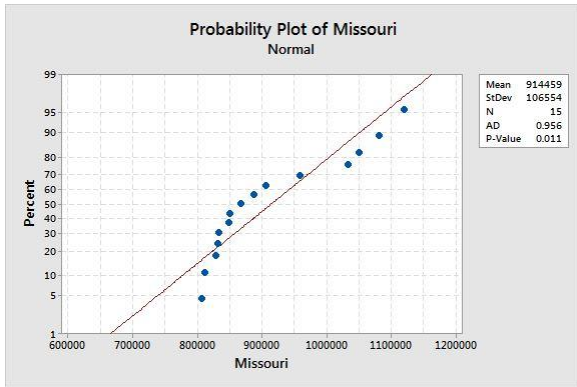 Probability Plot of Missouri
Normal
Mean 914459
StDev 106554
N 15
AD 0.956
P-Value 0.011
Percent
99
95
90
80
70
60
50
40
30
20
10
5
1
600000 700000 800000 900000 1000000 1100000 1200000
Missouri